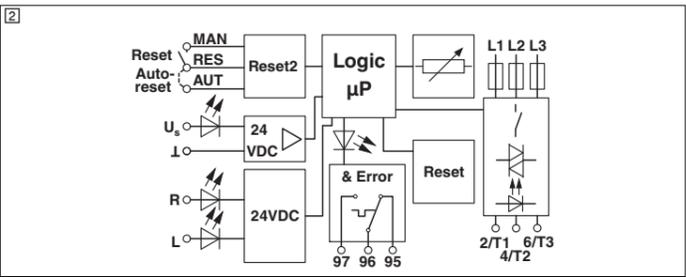 2
MAN
Reset
RES
Auto-
reset
AUT
Reset2
Logic
µP
L1 L2 L3
Us
⊥
24
VDC
R
L
24VDC
& Error
Reset
97 96 95
2/T1 6/T3
4/T2